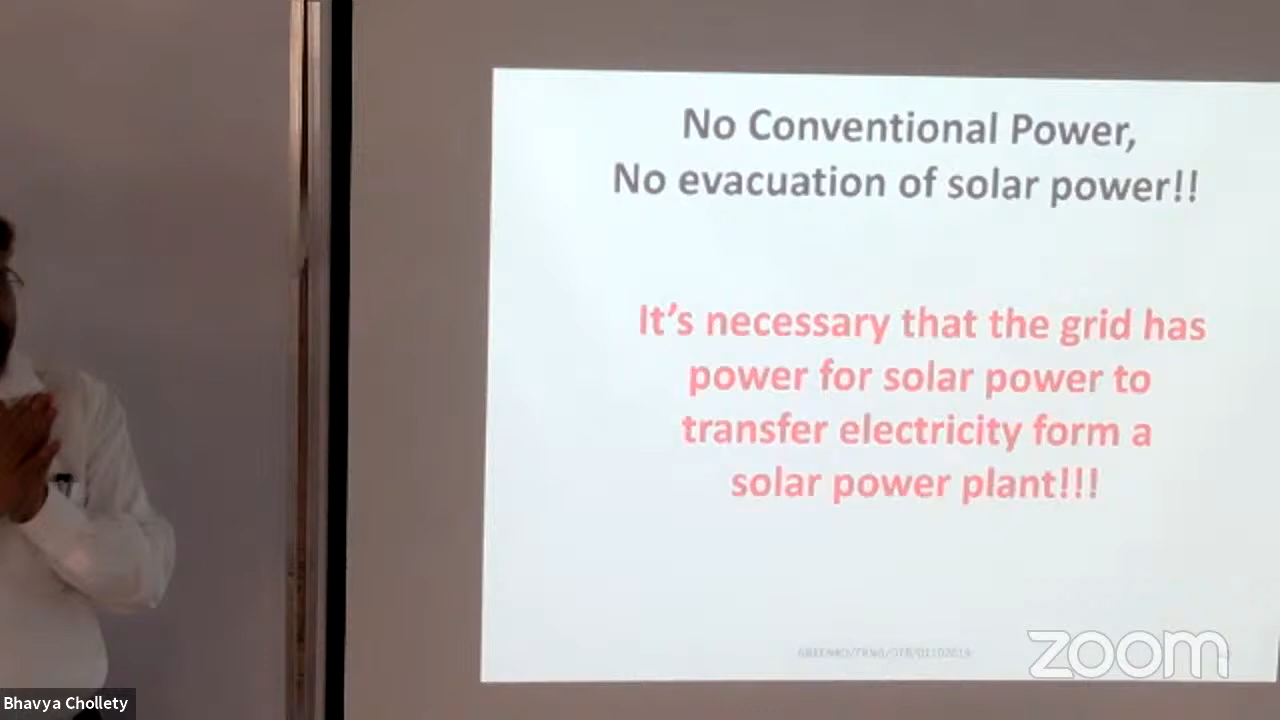 No Conventional Power,
No evacuation of solar power!!
It's necessary that the grid has
power for solar power to
transfer electricity form a
solar power plant!!!
zoom
Bhavya Chollety